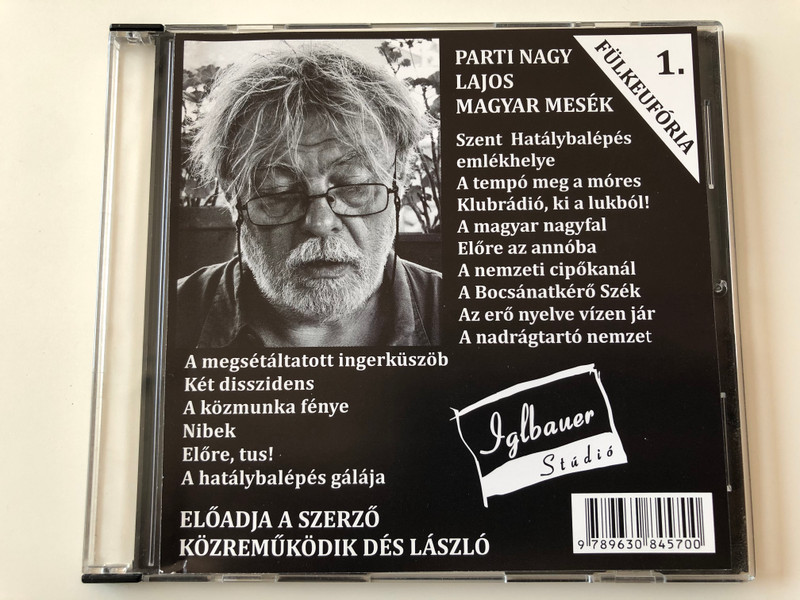 PARTI NAGY
LAJOS
MAGYAR MESÉK
1.
FÜLKEUFÓRIA
Szent Hatálybalépés
emlékhelye
A tempó meg a móres
Klubrádió, ki a lukból!
A magyar nagyfal
Előre az annóba
A nemzeti cipőkanál
A Bocsánatkérő Szék
Az erő nyelve vízen jár
A nadrágtartó nemzet
A megsétáltatott ingerküszöb
Két disszidens
A közmunka fénye
Nibek
Előre, tus!
A hatálybalépés gálája
Iglbauer
Stúdió
ELŐADJA A SZERZŐ
KÖZREMŰKÖDIK DÉS LÁSZLÓ
9 789630 845700